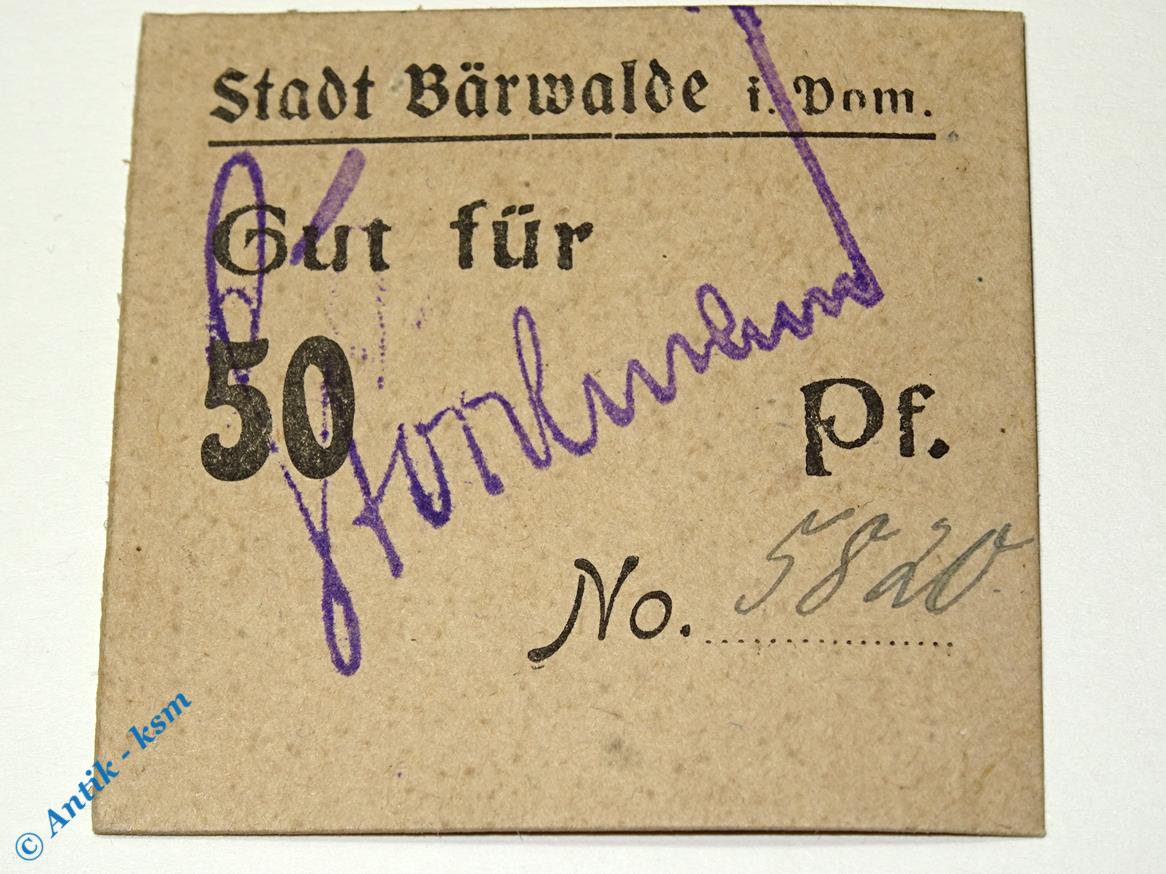 Stadt Bärwalde i. Pom.
Gut für
50 Pf.
No. 5820
© Antik - ksm